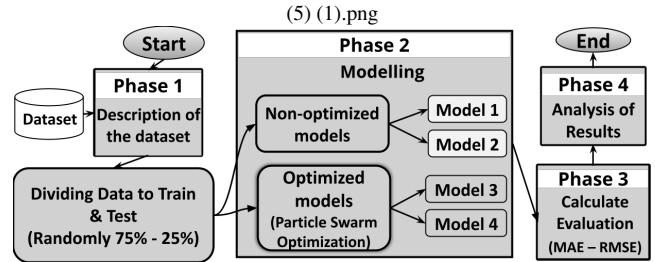 (5) (1).png
Start
Phase 1
Description of
the dataset
Dataset
Dividing Data to Train
& Test
(Randomly 75% - 25%)
Phase 2
Modelling
Non-optimized
models
Model 1
Model 2
Optimized
models
(Particle Swarm
Optimization)
Model 3
Model 4
Phase 3
Calculate
Evaluation
(MAE – RMSE)
Phase 4
Analysis of
Results
End